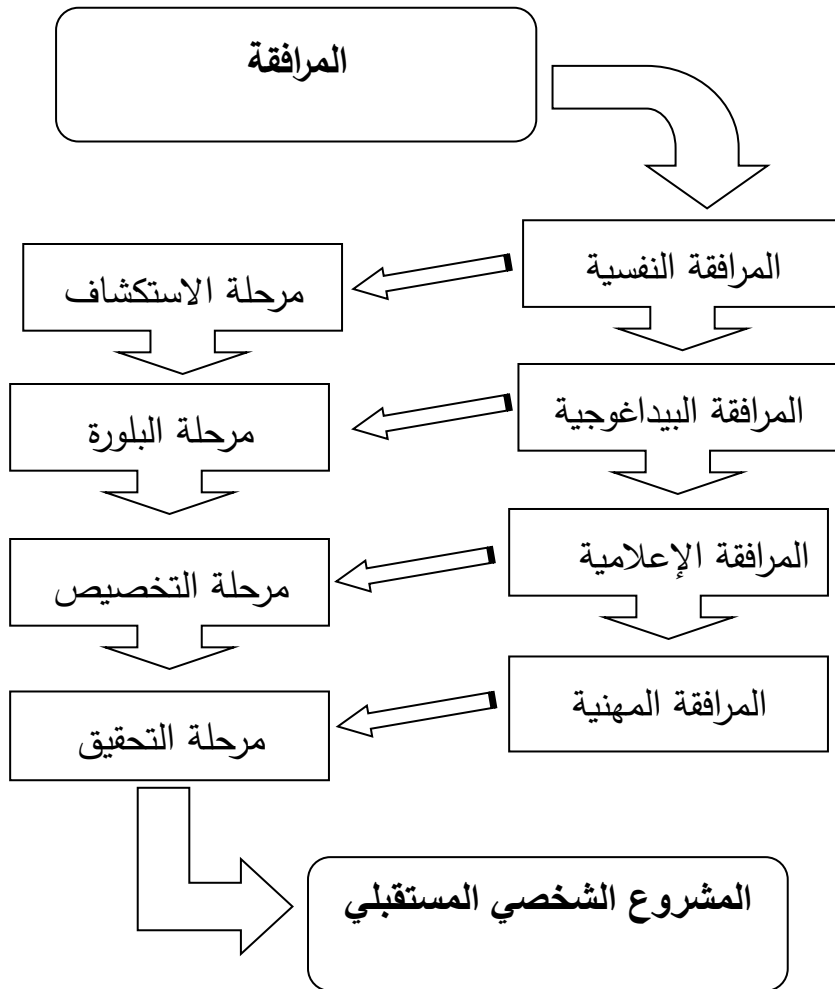 المرافقة
المرافقة النفسية
مرحلة الاستكشاف
المرافقة البيداغوجية
مرحلة البلورة
المرافقة الإعلامية
مرحلة التخصيص
المرافقة المهنية
مرحلة التحقيق
المشروع الشخصي المستقبلي